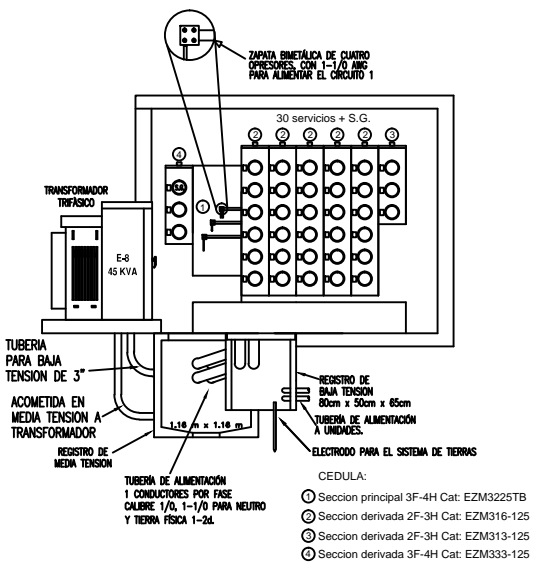 ZAPATA BIMETÁLICA DE CUATRO
OPRESORES, CON 1-1/0 AWG
PARA ALIMENTAR EL CIRCUITO 1
30 servicios + S.G.
2
2
2
2
2
3
4
S.G.
1
TRANSFORMADOR
TRIFÁSICO
E-8
45 KVA
TUBERIA
PARA BAJA
TENSION DE 3"
ACOMETIDA EN
MEDIA TENSION A
TRANSFORMADOR
REGISTRO DE
MEDIA TENSION
1.16 m x 1.16 m
REGISTRO DE
BAJA TENSION
80cm x 50cm x 65cm
TUBERÍA DE ALIMENTACIÓN
A UNIDADES.
ELECTRODO PARA EL SISTEMA DE TIERRAS
TUBERÍA DE ALIMENTACIÓN
1 CONDUCTORES POR FASE
CALIBRE 1/0, 1-1/0 PARA NEUTRO
Y TIERRA FÍSICA 1-2d.
CEDULA:
1 Seccion principal 3F-4H Cat: EZM3225TB
2 Seccion derivada 2F-3H Cat: EZM316-125
3 Seccion derivada 2F-3H Cat: EZM313-125
4 Seccion derivada 3F-4H Cat: EZM333-125